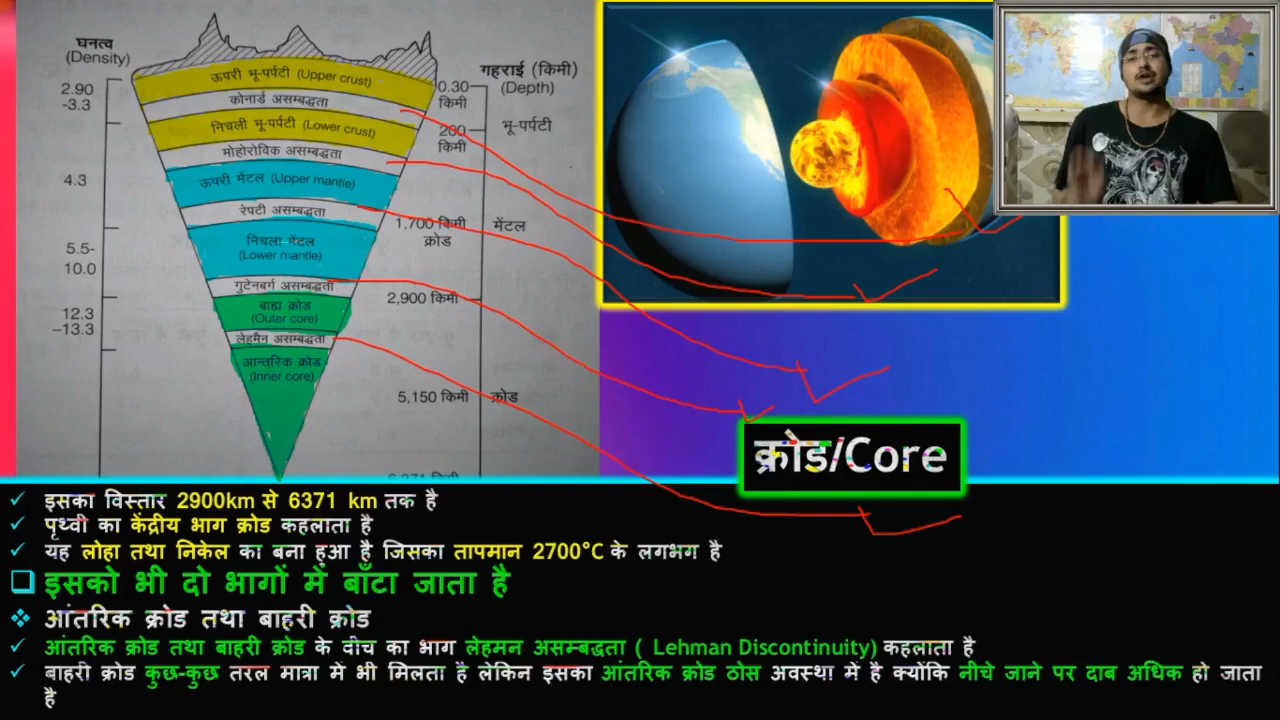 घनत्व
(Density)
2.90
-3.3
4.3
5.5-
10.0
12.3
–13.3
ऊपरी भू-पर्पटी (Upper crust)
कोनार्ड असम्बद्धता
निचली भू-पर्पटी (Lower crust)
मोहोरोविक असम्बद्धता
ऊपरी मेंटल (Upper mantle)
रेपटी असम्बद्धता
निचला मेंटल
(Lower mantle)
गुटेनबर्ग असम्बद्धता
बाह्य क्रोड
(Outer core)
लेहमैन असम्बद्धता
आन्तरिक क्रोड
(Inner core)
गहराई (किमी)
(Depth)
0.30
किमी
भू-पर्पटी
200
किमी
1,700 किमी
क्रोड
मेंटल
2,900 किमी
5,150 किमी
क्रोड
क्रोड/Core
इसका विस्तार 2900km से 6371 km तक है
पृथ्वी का केंद्रीय भाग क्रोड कहलाता है
यह लोहा तथा निकेल का बना हुआ है जिसका तापमान 2700°C के लगभग है
इसको भी दो भागों में बाँटा जाता है
आंतरिक क्रोड तथा बाहरी क्रोड
आंतरिक क्रोड तथा बाहरी क्रोड के बीच का भाग लेहमन असम्बद्धता ( Lehman Discontinuity) कहलाता है
बाहरी क्रोड कुछ-कुछ तरल मात्रा में भी मिलता है लेकिन इसका आंतरिक क्रोड ठोस अवस्था में है क्योंकि नीचे जाने पर दाब अधिक हो जाता
है